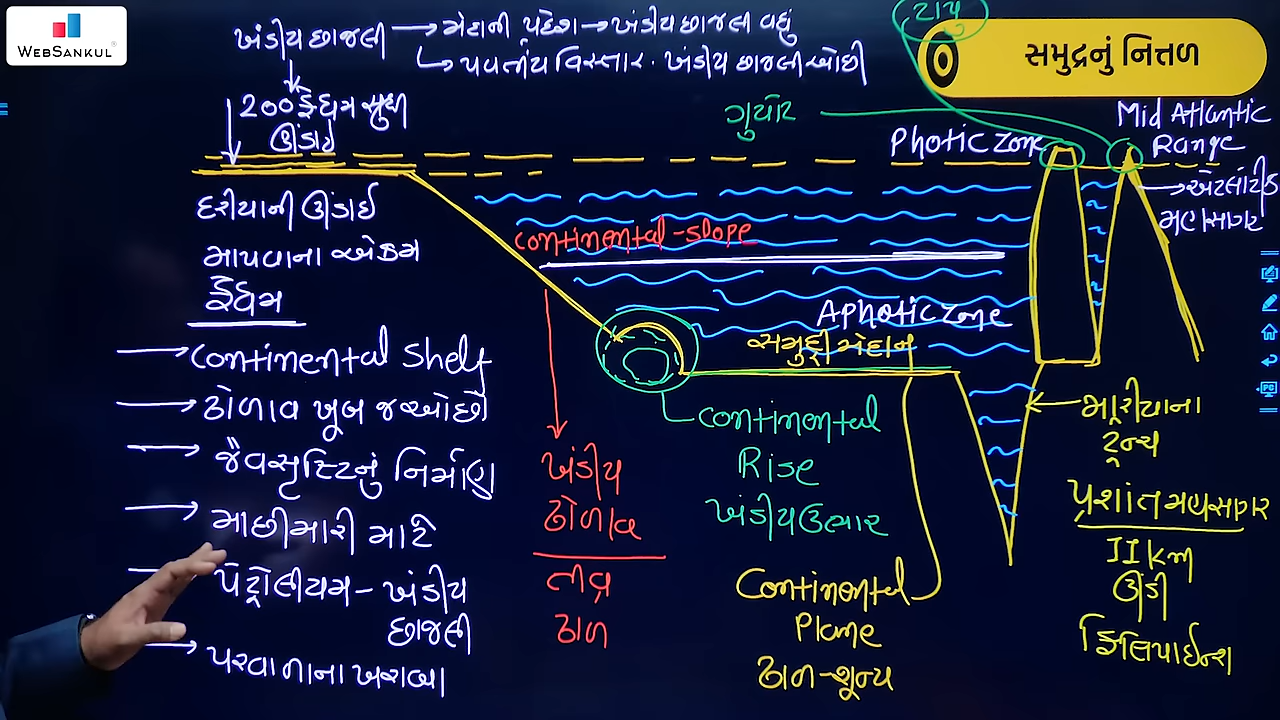 WEBSANKUL
ખંડીય છાજલી → મેદાની પ્રદેશ → ખંડીય છાજલી વધું
→ પર્વતીય વિસ્તાર. ખંડીય છાજલી ઓછી
ટાપુ
સમુદ્રનું નિત્તળ
200 ફેધમ સુધી
ઊંડાઇ
ગુયોટ
Photic Zone
Mid Atlantic
Range
→ એટલાંટીક
મહાસાગર
દરીયાની ઊંડાઇ
માપવાના એકમ
ફેધમ
Continental-slope
Aphotic Zone
સમુદ્રી મેદાન
→ Continental Shelf
→ ઢોળાવ ખૂબ જ ઓછો
→ જૈવસૃષ્ટિનું નિર્માણ
→ માછીમારી માટે
પેટ્રોલીયમ - ખંડીય
છાજલી
→ પરવાળાના ખરાબા
ખંડીય
ઢોળાવ
તીવ્ર
ઢાળ
Continental
Rise
ખંડીય ઉભાર
Continental
Plane
ઢાળ-શૂન્ય
મારીયાના
ટ્રેન્ચ
પ્રશાંત મહાસાગર
11 km
ઊંડી
ફિલિપાઇન્સ